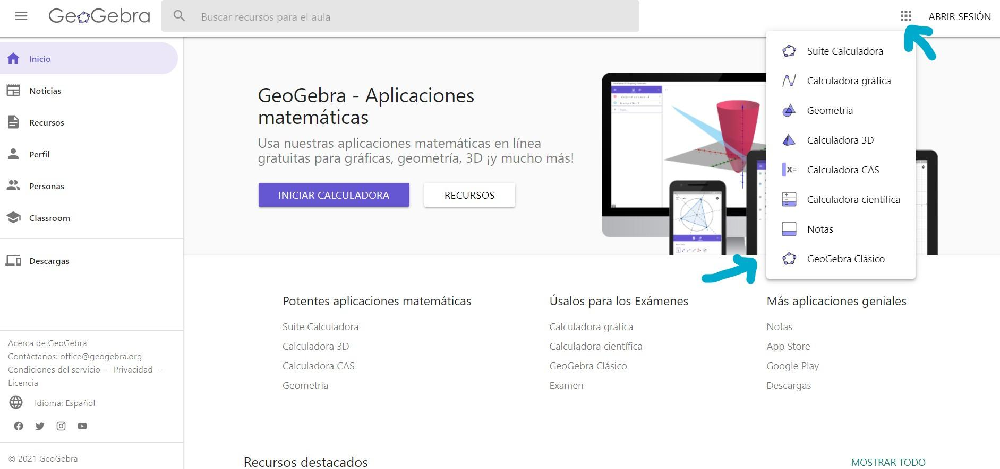 GeoGebra
Buscar recursos para el aula
ABRIR SESIÓN
Inicio
Noticias
Recursos
Perfil
Personas
Classroom
Descargas
Acerca de GeoGebra
Contáctanos: office@geogebra.org
Condiciones del servicio – Privacidad –
Licencia
Idioma: Español
© 2021 GeoGebra
GeoGebra - Aplicaciones
matemáticas
Usa nuestras aplicaciones matemáticas en línea
gratuitas para gráficas, geometría, 3D ¡y mucho más!
INICIAR CALCULADORA
RECURSOS
Suite Calculadora
Calculadora gráfica
Geometría
Calculadora 3D
X=
Calculadora CAS
Calculadora científica
Notas
GeoGebra Clásico
Potentes aplicaciones matemáticas
Suite Calculadora
Calculadora 3D
Calculadora CAS
Geometría
Úsalos para los Exámenes
Calculadora gráfica
Calculadora científica
GeoGebra Clásico
Examen
Más aplicaciones geniales
Notas
App Store
Google Play
Descargas
Recursos destacados
MOSTRAR TODO